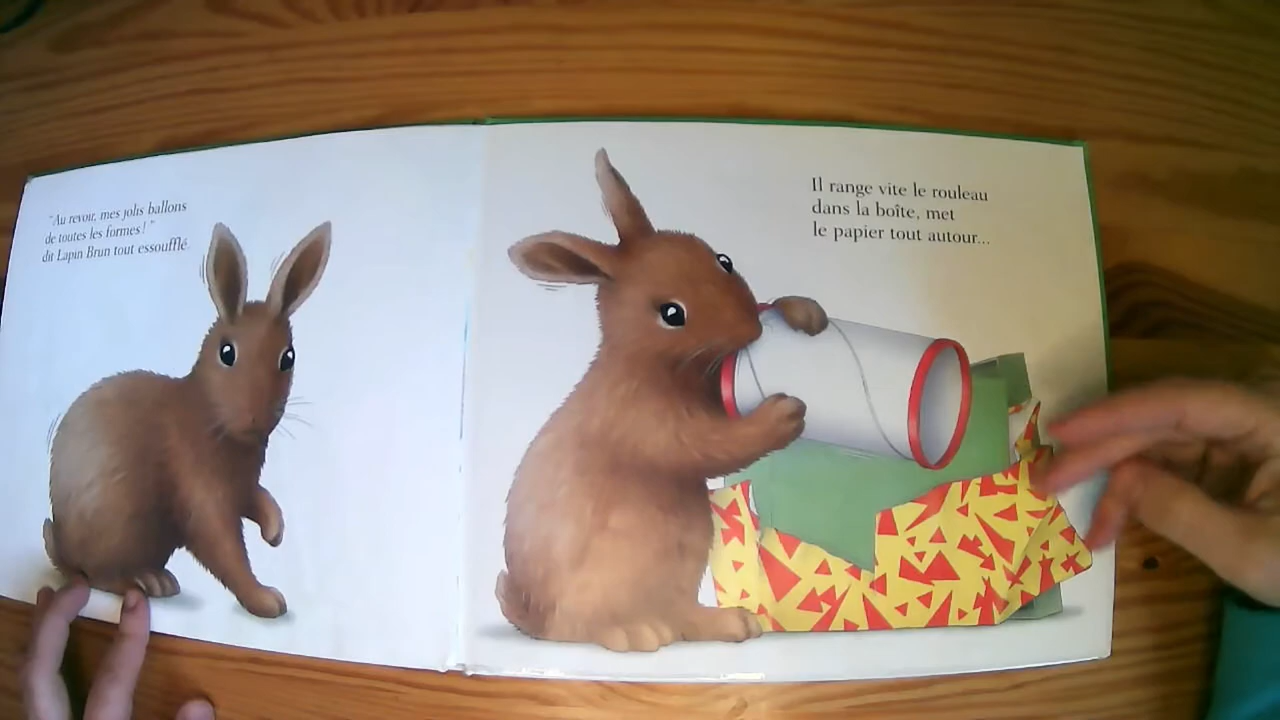 "Au revoir, mes jolis ballons
de toutes les formes! "
dit Lapin Brun tout essoufflé.
Il range vite le rouleau
dans la boîte, met
le papier tout autour...